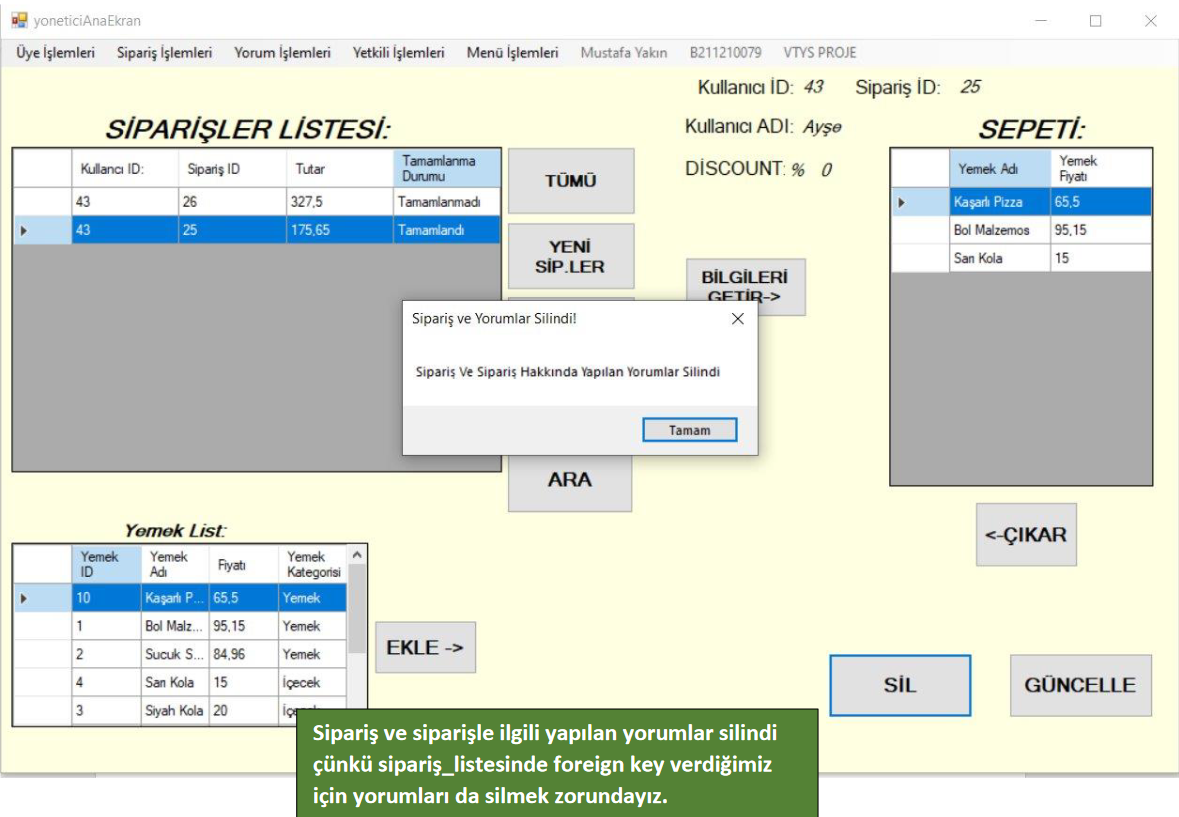 yoneticiAnaEkran
Üye İşlemleri Sipariş İşlemleri Yorum İşlemleri Yetkili İşlemleri Menü İşlemleri Mustafa Yakın B211210079 VTYS PROJE
Kullanıcı İD: 43 Sipariş İD: 25
SİPARİŞLER LİSTESİ:
Kullanıcı ADI: Ayşe
SEPETİ:
DİSCOUNT: % 0
Kullancı ID: Sipariş ID Tutar Tamamlanma Durumu
43 26 327,5 Tamamlanmadı
43 25 175,65 Tamamlandı
TÜMÜ
YENİ
SİP.LER
BİLGİLERİ
GETİR->
Yemek Adı Yemek Fiyatı
Kaşarlı Pizza 65,5
Bol Malzemos 95,15
Sarı Kola 15
Sipariş ve Yorumlar Silindi!
Sipariş Ve Sipariş Hakkında Yapılan Yorumlar Silindi
Tamam
ARA
<-ÇIKAR
Yemek List:
Yemek ID Yemek Adı Fiyatı Yemek Kategorisi
10 Kaşarlı P... 65,5 Yemek
1 Bol Malz... 95,15 Yemek
2 Sucuk S... 84,96 Yemek
4 Sarı Kola 15 İçecek
3 Siyah Kola 20
EKLE ->
SİL
GÜNCELLE
Sipariş ve siparişle ilgili yapılan yorumlar silindi
çünkü sipariş_listesinde foreign key verdiğimiz
için yorumları da silmek zorundayız.